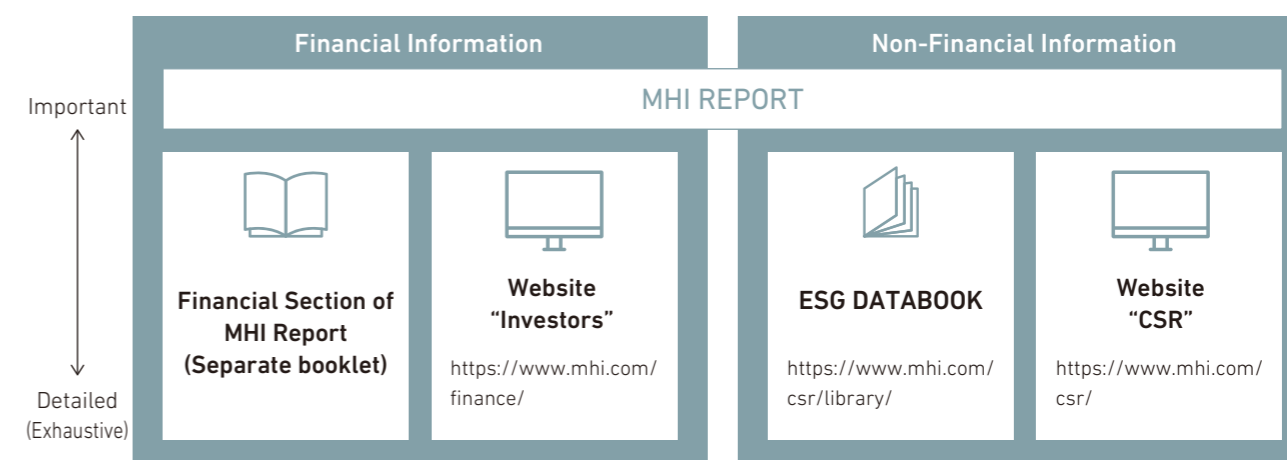 Financial Information
Non-Financial Information
MHI REPORT
Important
Detailed
(Exhaustive)
Financial Section of
MHI Report
(Separate booklet)
Website
“Investors”
https://www.mhi.com/
finance/
ESG DATABOOK
https://www.mhi.com/
csr/library/
Website
“CSR”
https://www.mhi.com/
csr/